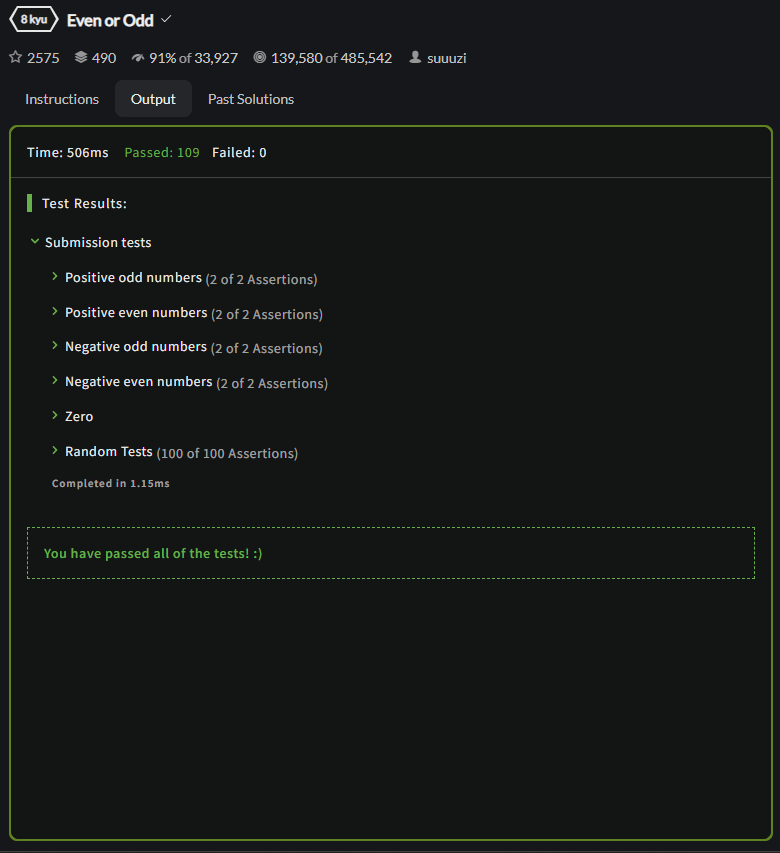 8 kyu Even or Odd
2575 490 91% of 33,927 139,580 of 485,542 suuuzi
Instructions Output Past Solutions
Time: 506ms Passed: 109 Failed: 0
Test Results:
Submission tests
Positive odd numbers (2 of 2 Assertions)
Positive even numbers (2 of 2 Assertions)
Negative odd numbers (2 of 2 Assertions)
Negative even numbers (2 of 2 Assertions)
Zero
Random Tests (100 of 100 Assertions)
Completed in 1.15ms
You have passed all of the tests! :)